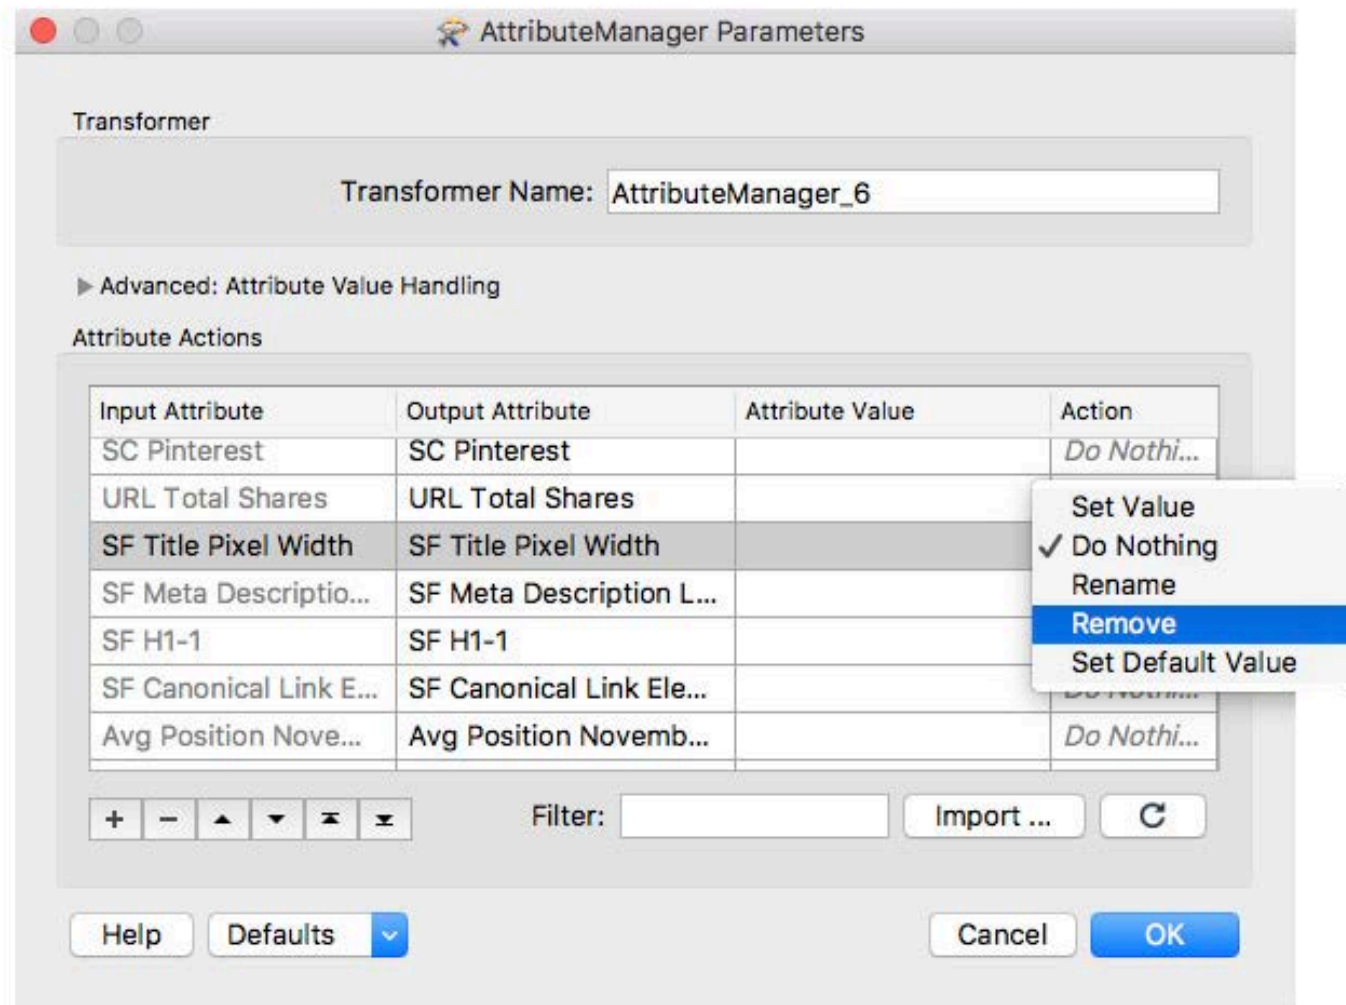 AttributeManager Parameters
Transformer
Transformer Name: AttributeManager_6
Advanced: Attribute Value Handling
Attribute Actions
Input Attribute Output Attribute Attribute Value Action
SC Pinterest SC Pinterest Do Nothi...
URL Total Shares URL Total Shares
Set Value
SF Title Pixel Width SF Title Pixel Width Do Nothing
SF Meta Descriptio... SF Meta Description L... Rename
SF H1-1 SF H1-1 Remove
Set Default Value
SF Canonical Link E... SF Canonical Link Ele... Do Nothi...
Avg Position Nove... Avg Position Novemb... Do Nothi...
Filter: Import ...
Help Defaults Cancel OK